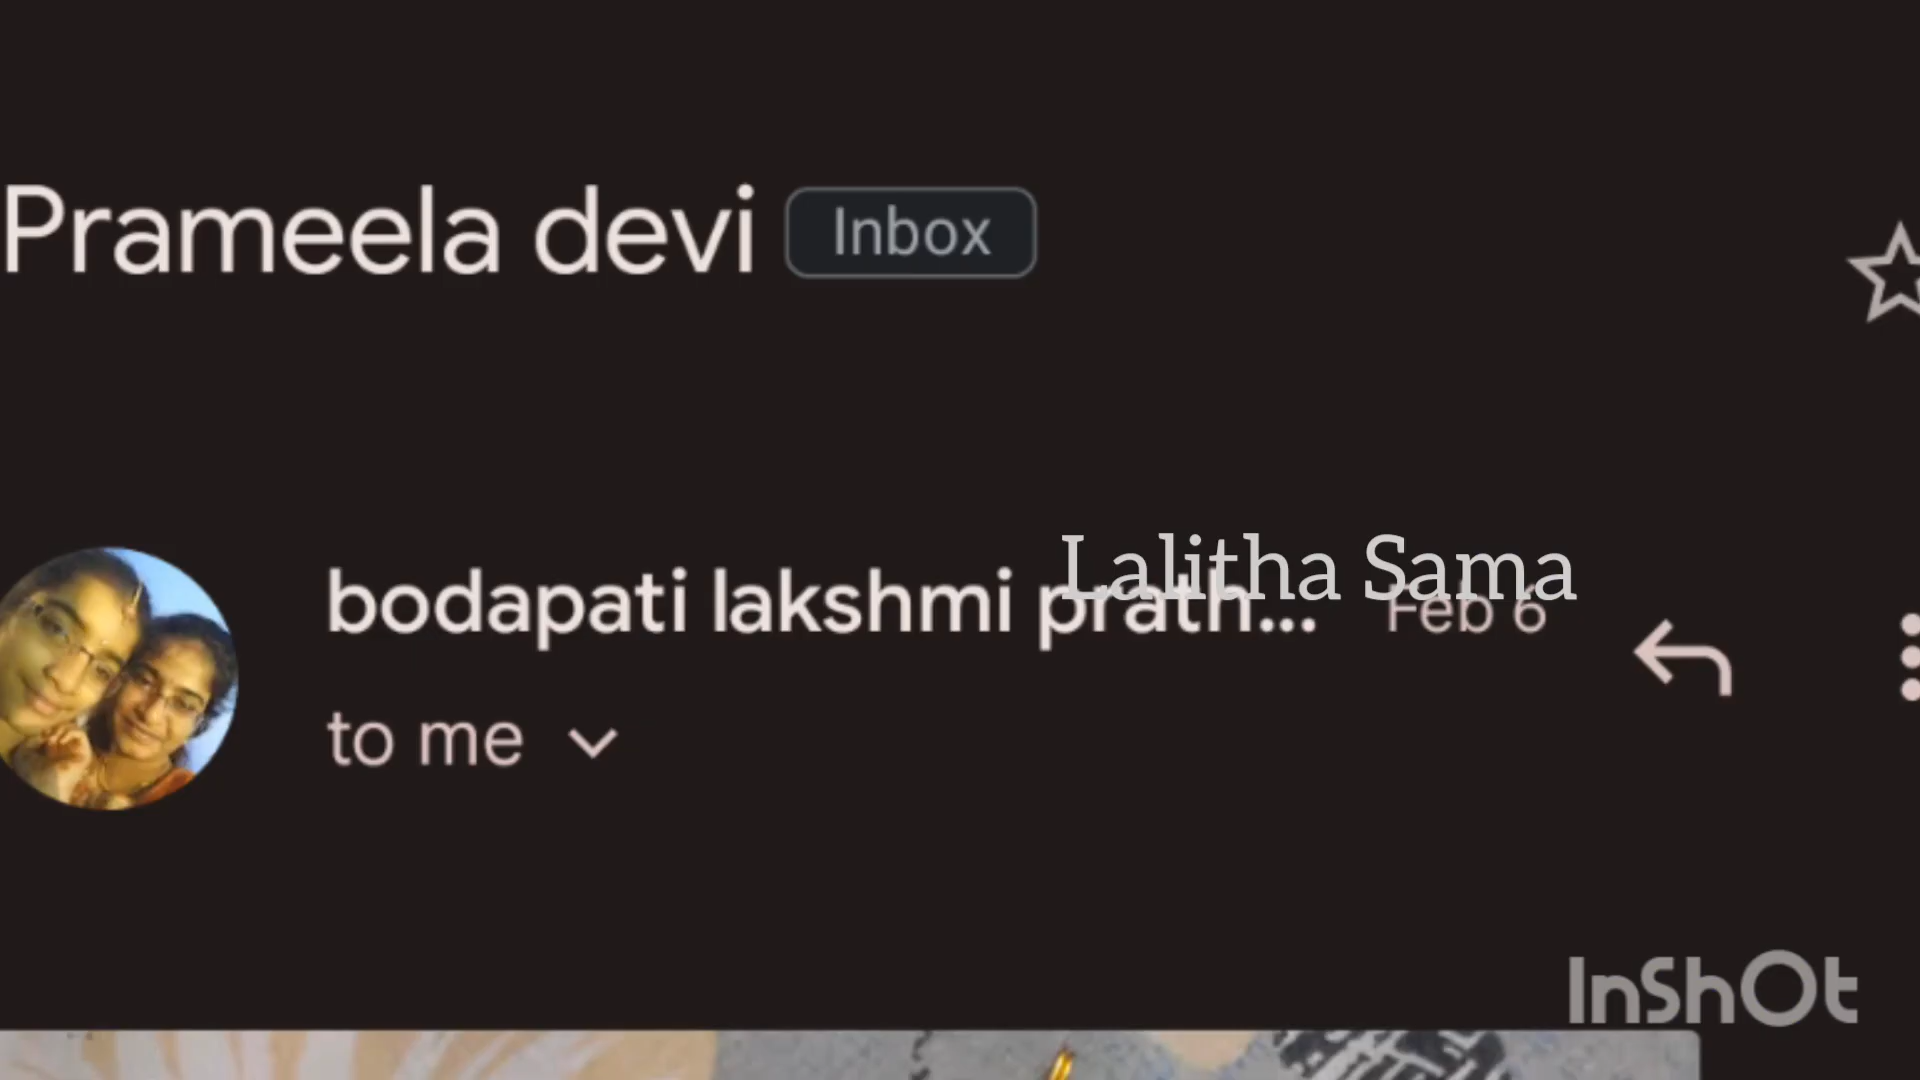 Prameela devi Inbox
Lalitha Sama
bodapati lakshmi prath... Feb 6
to me
InShOt